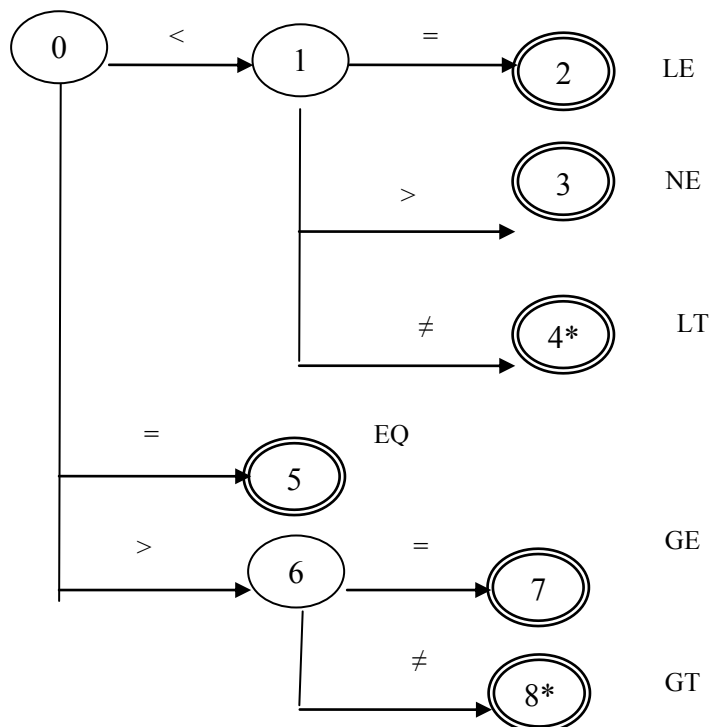 0 < 1 = 2 LE
> 3 NE
≠ 4* LT
= 5 EQ
> 6 = 7 GE
≠ 8* GT